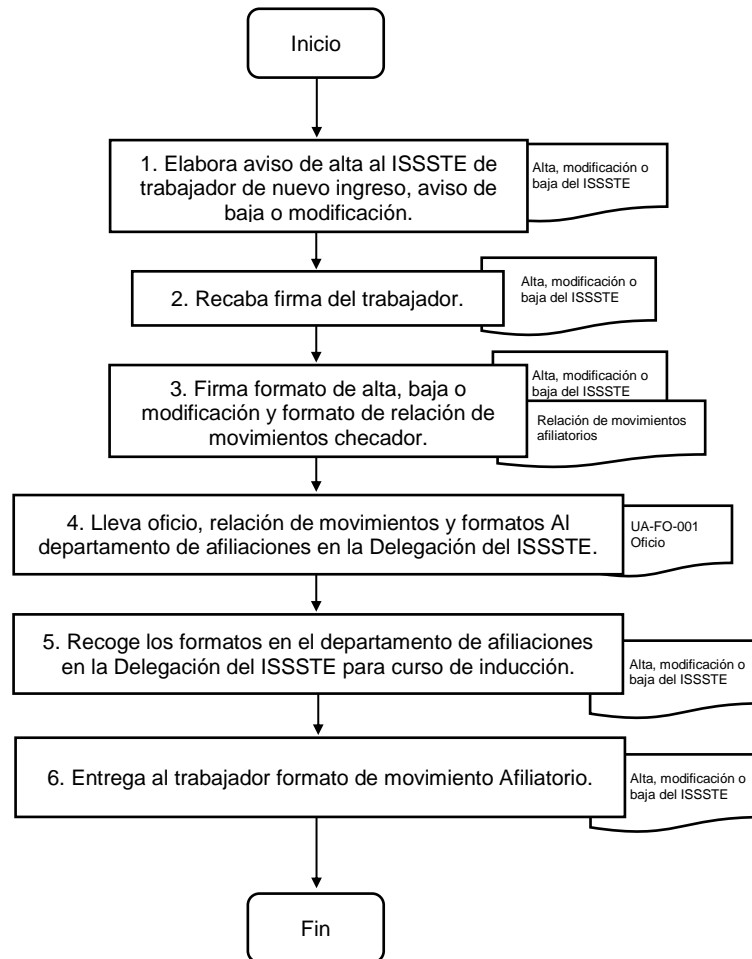 Inicio
1. Elabora aviso de alta al ISSSTE de
trabajador de nuevo ingreso, aviso de
baja o modificación.
Alta, modificación o
baja del ISSSTE
2. Recaba firma del trabajador.
Alta, modificación o
baja del ISSSTE
3. Firma formato de alta, baja o
modificación y formato de relación de
movimientos checador.
Alta, modificación o
baja del ISSSTE
Relación de movimientos
afiliatorios
4. Lleva oficio, relación de movimientos y formatos Al
departamento de afiliaciones en la Delegación del ISSSTE.
UA-FO-001
Oficio
5. Recoge los formatos en el departamento de afiliaciones
en la Delegación del ISSSTE para curso de inducción.
Alta, modificación o
baja del ISSSTE
6. Entrega al trabajador formato de movimiento Afiliatorio.
Alta, modificación o
baja del ISSSTE
Fin